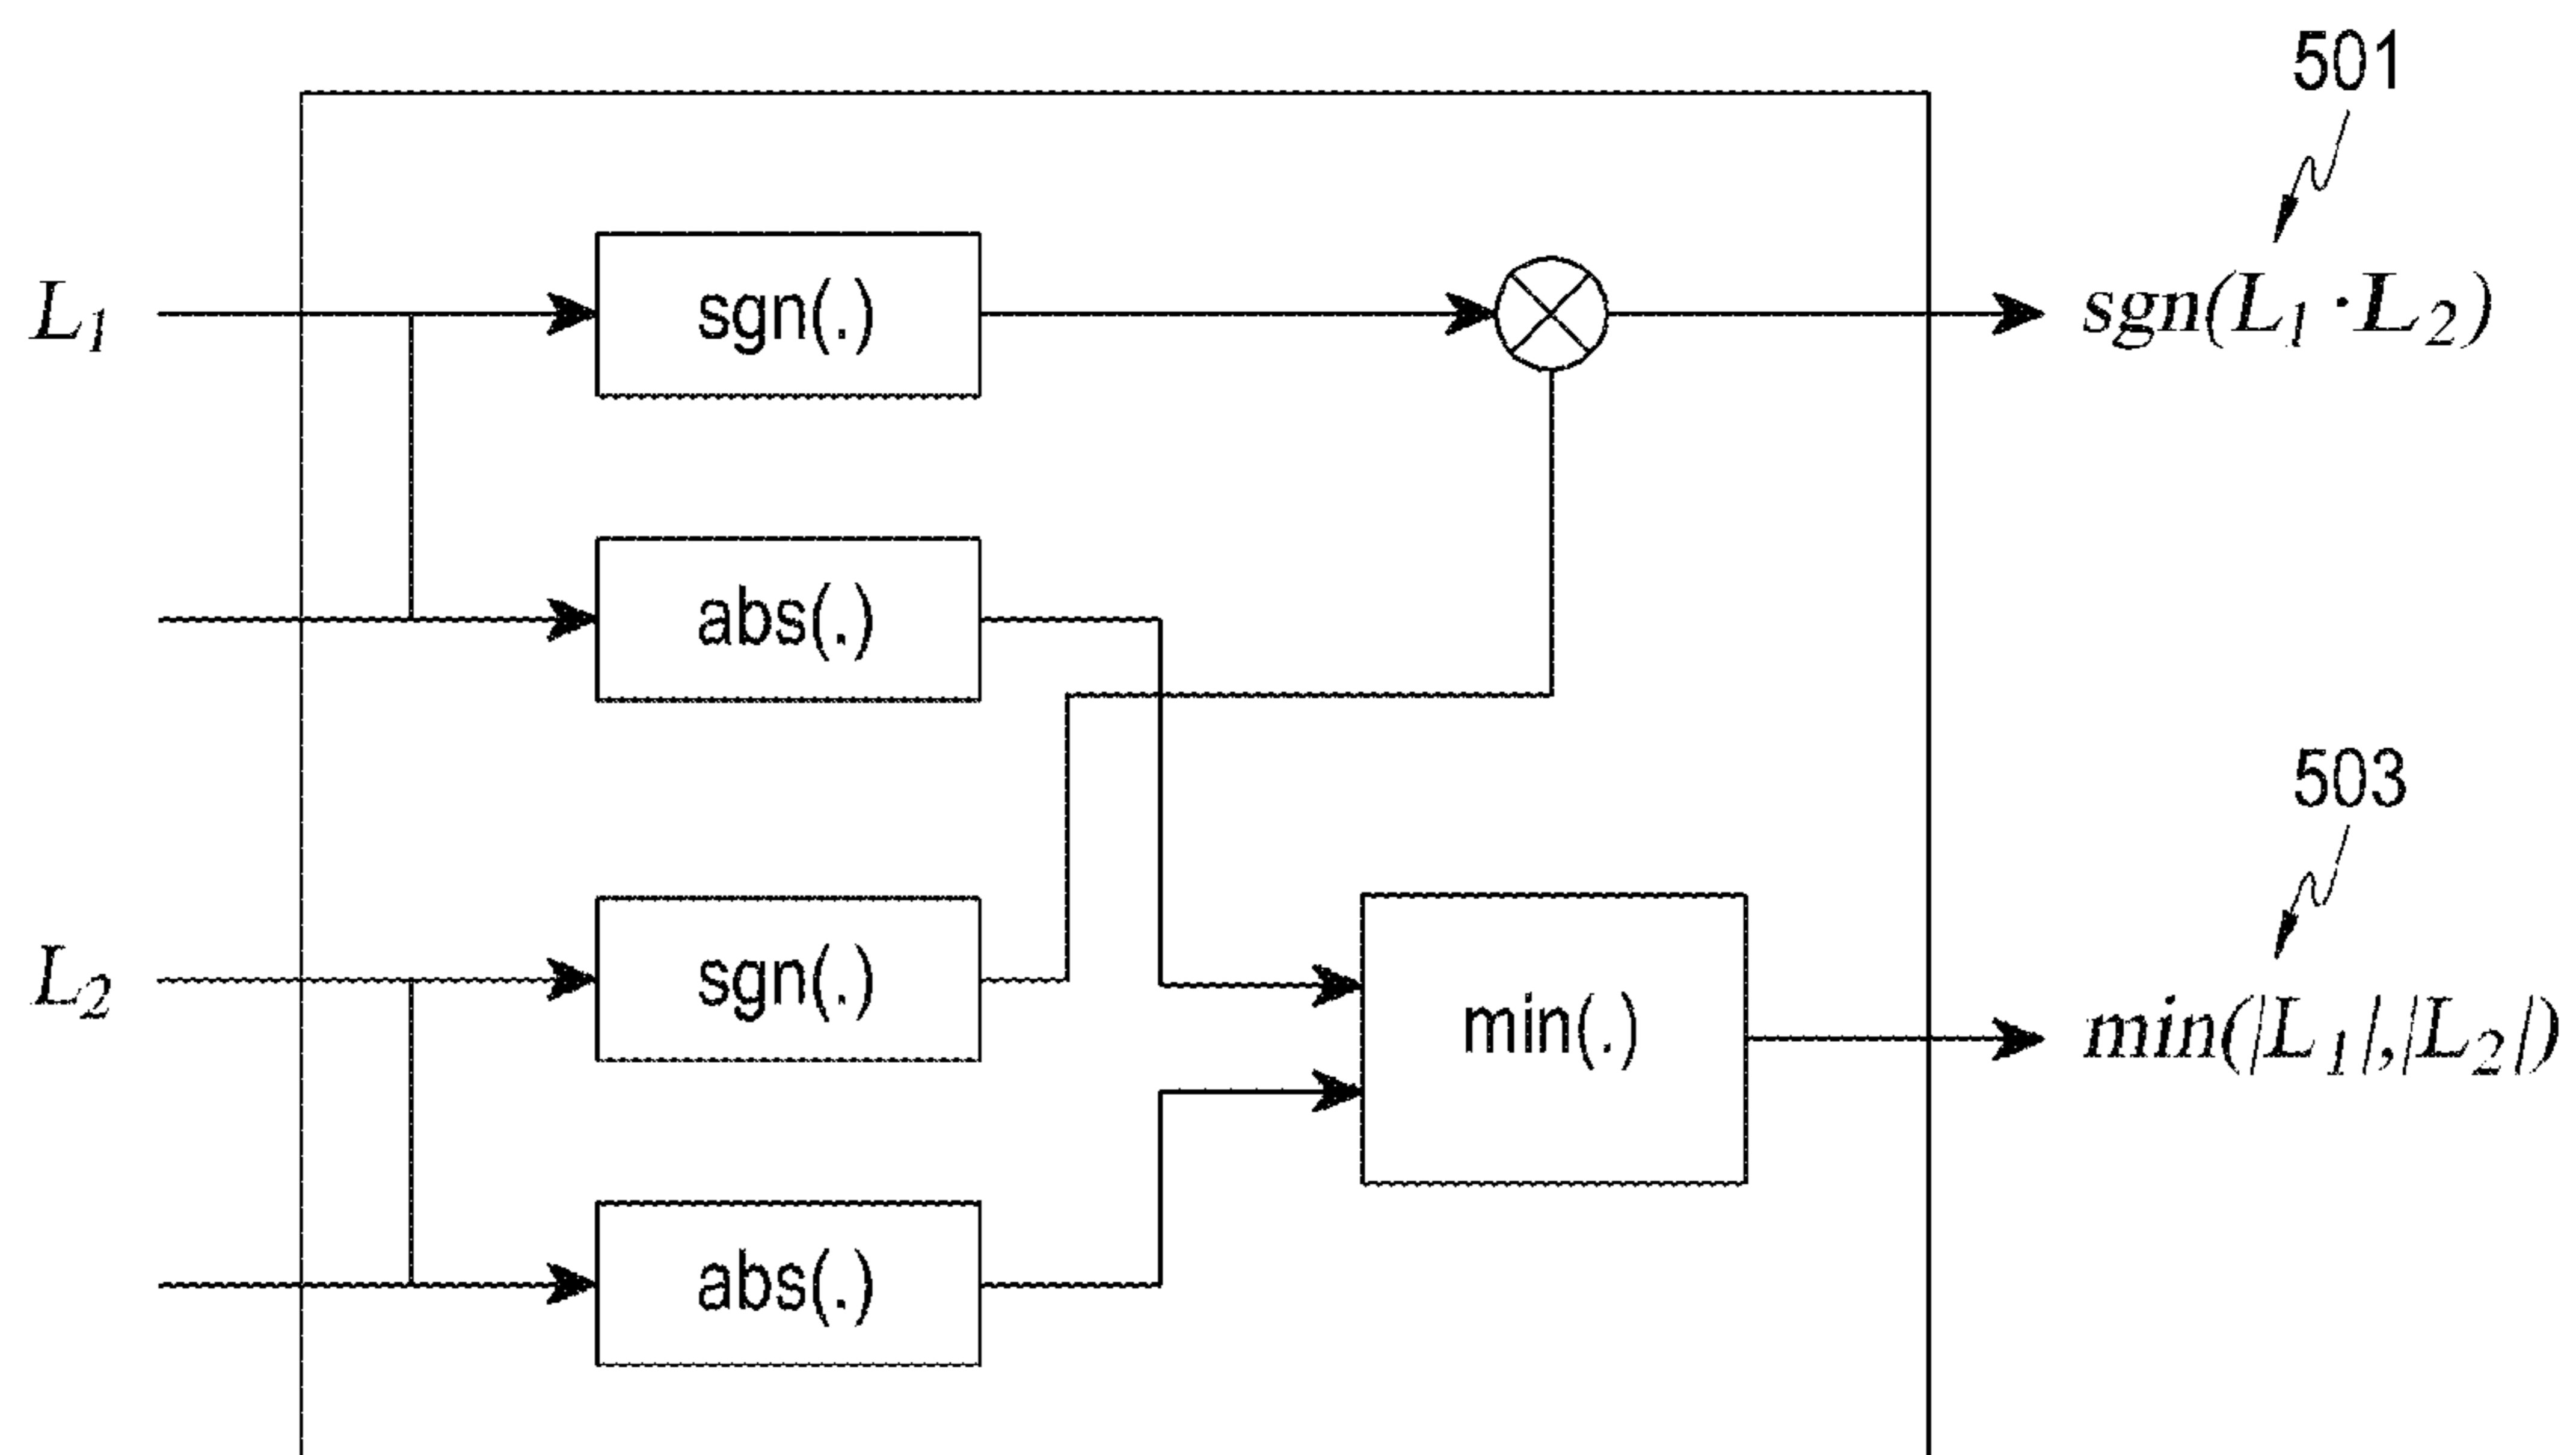 501
L₁
sgn(.)
sgn(L₁·L₂)
abs(.)
503
L₂
sgn(.)
min(.)
min(|L₁|,|L₂|)
abs(.)